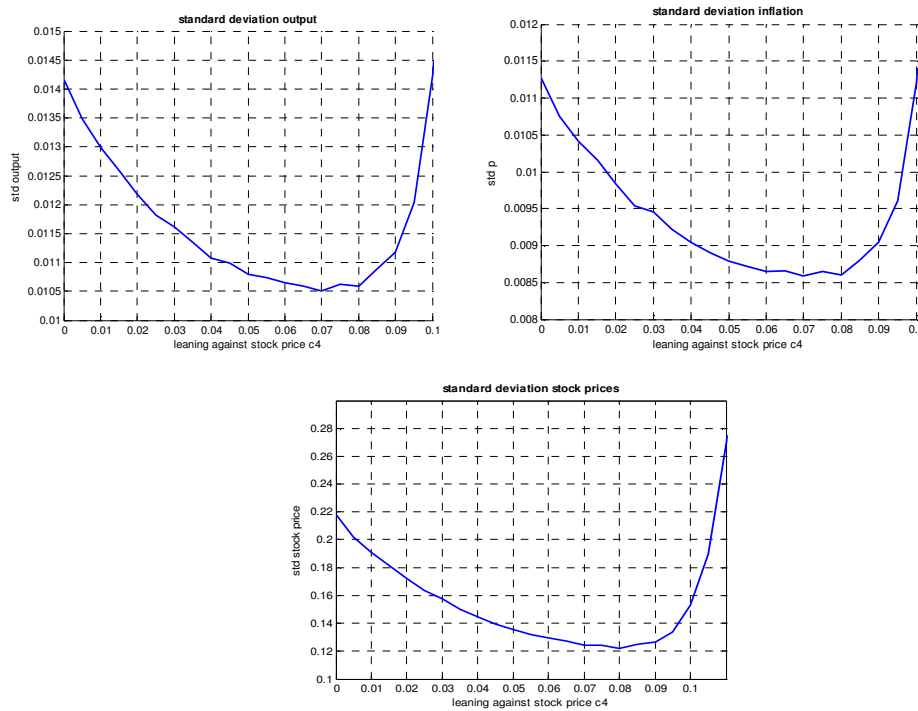 standard deviation output
0.015
0.0145
0.014
0.0135
0.013
0.0125
0.012
0.0115
0.011
0.0105
0.01
std output
0 0.01 0.02 0.03 0.04 0.05 0.06 0.07 0.08 0.09 0.1
leaning against stock price c4
standard deviation inflation
0.012
0.0115
0.011
0.0105
0.01
0.0095
0.009
0.0085
0.008
std p
0 0.01 0.02 0.03 0.04 0.05 0.06 0.07 0.08 0.09
leaning against stock price c4
standard deviation stock prices
0.28
0.26
0.24
0.22
0.2
0.18
0.16
0.14
0.12
0.1
std stock price
0 0.01 0.02 0.03 0.04 0.05 0.06 0.07 0.08 0.09 0.1
leaning against stock price c4